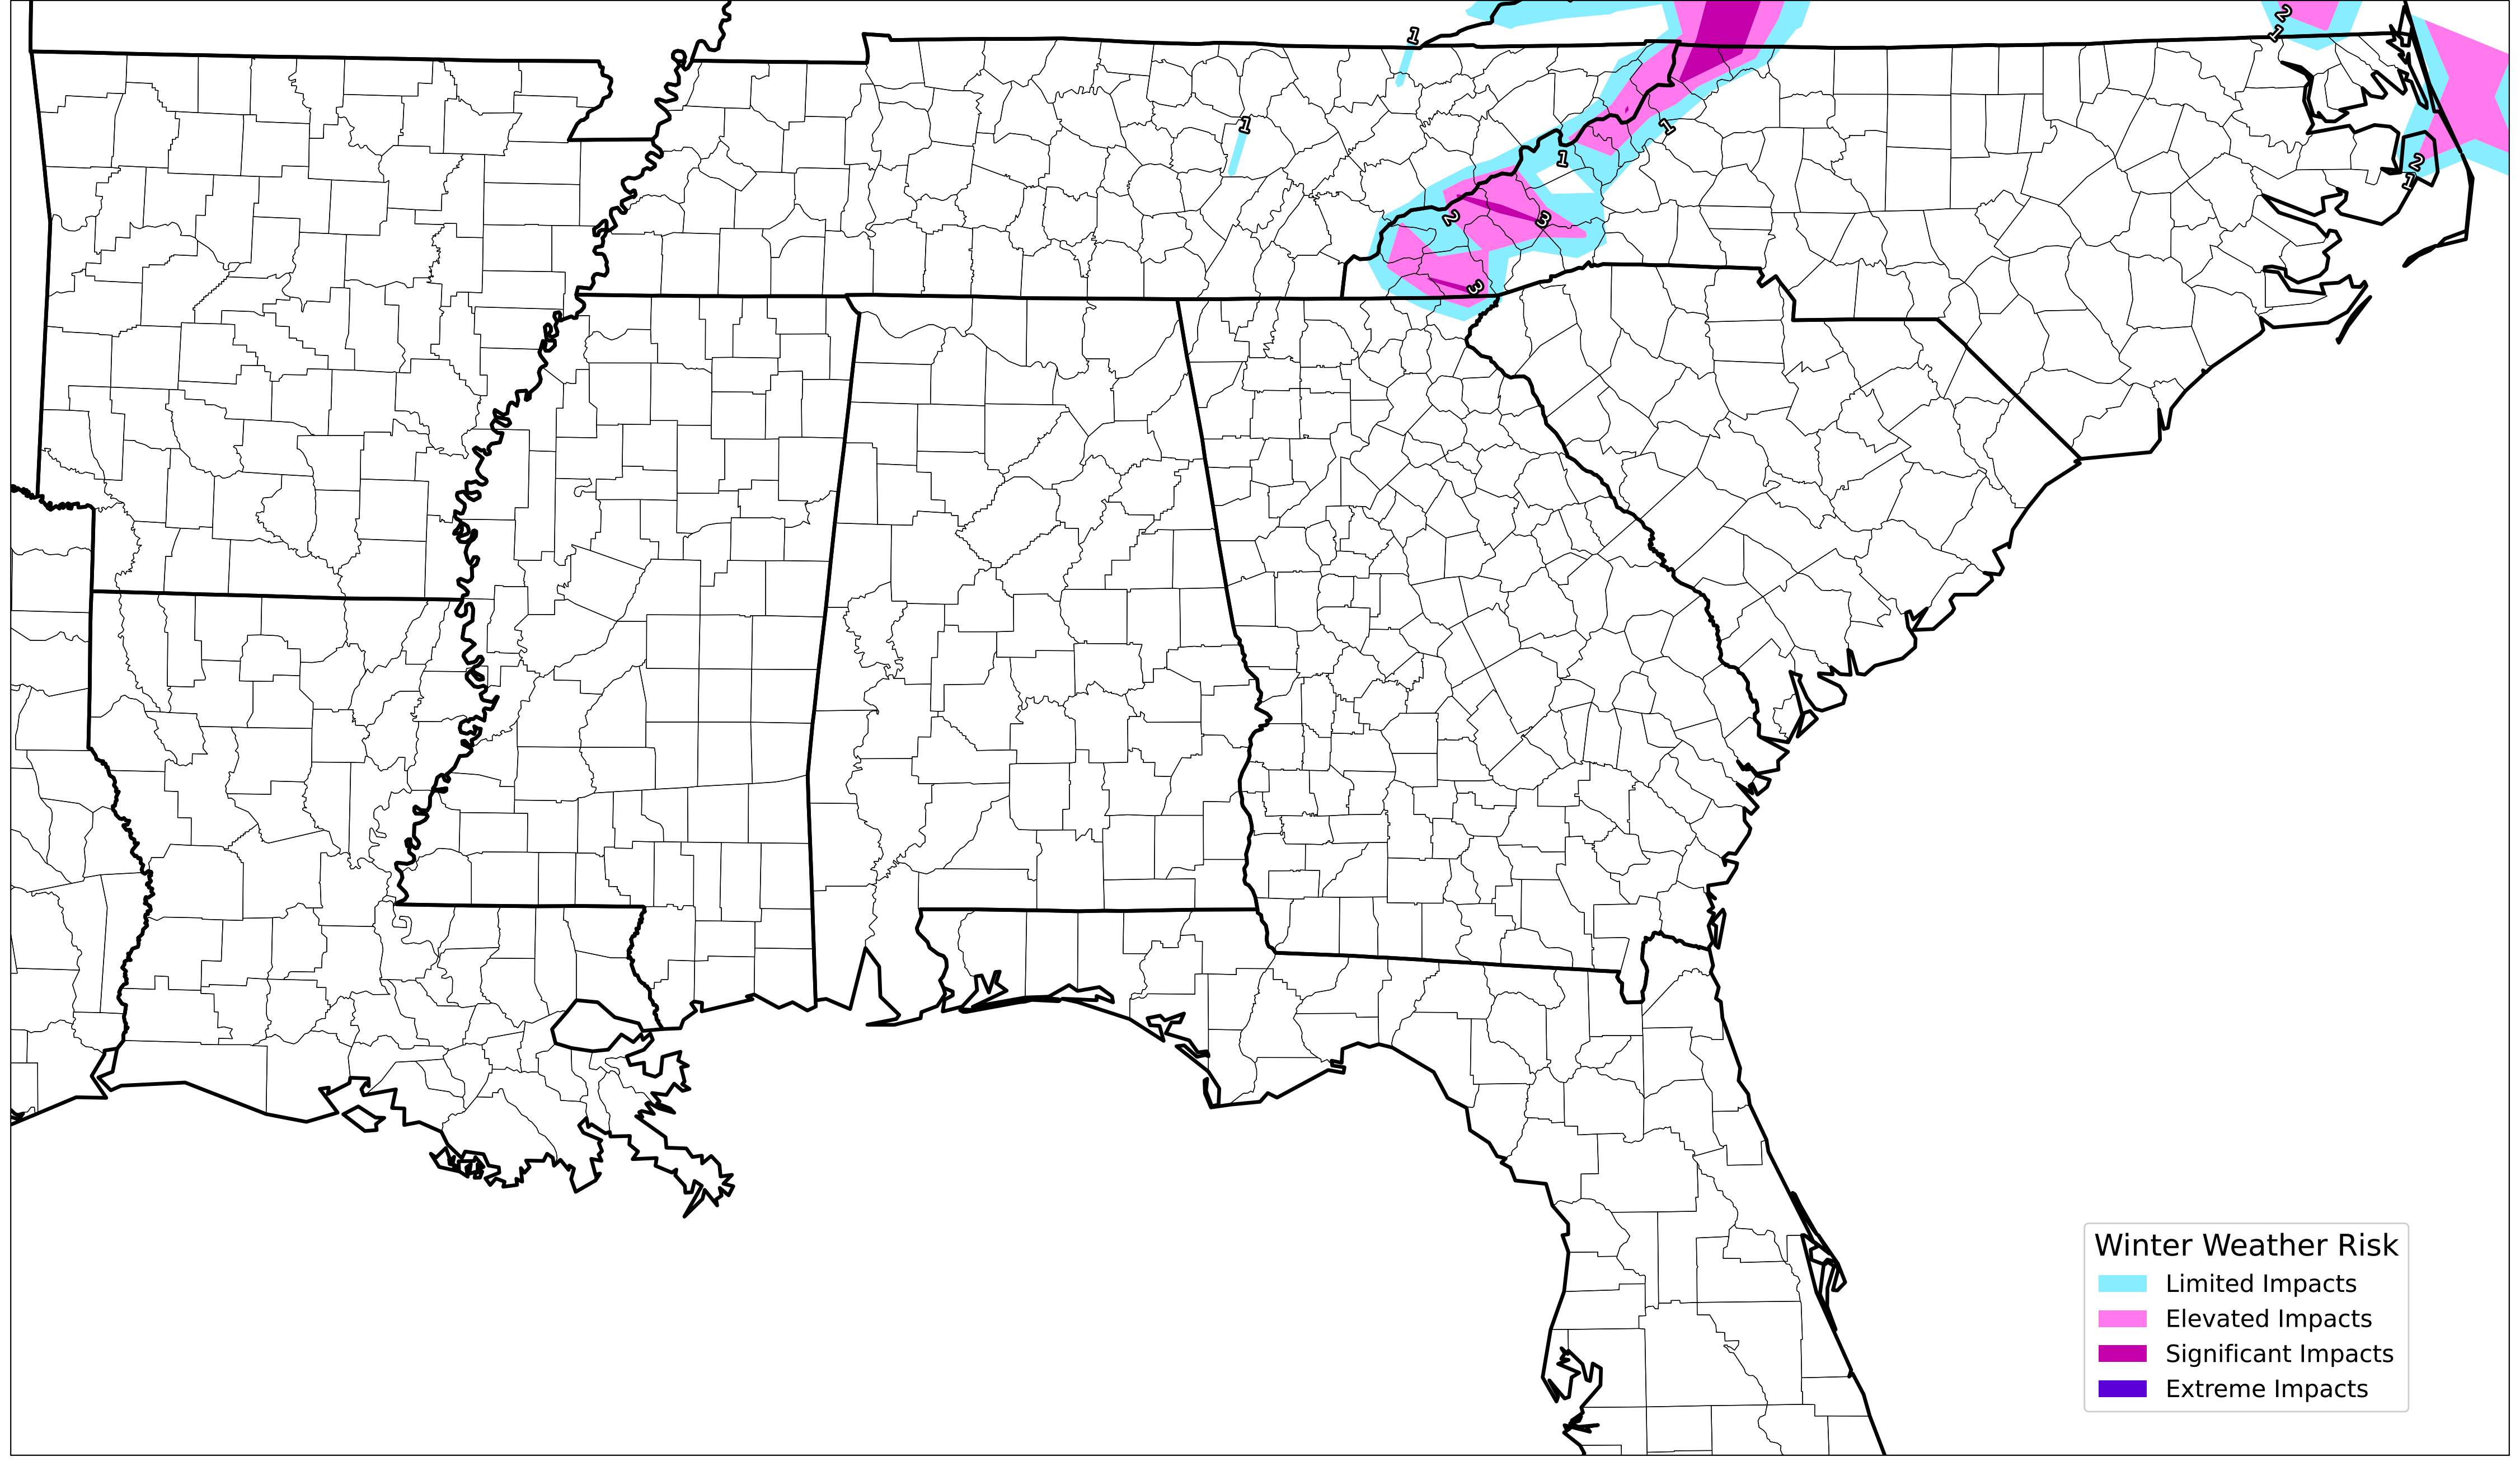 2
1
1
1
1
1
2
1
2
3
3
Winter Weather Risk
Limited Impacts
Elevated Impacts
Significant Impacts
Extreme Impacts